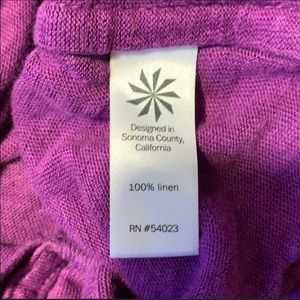 Designed in
Sonoma County,
California
100% linen
RN #54023